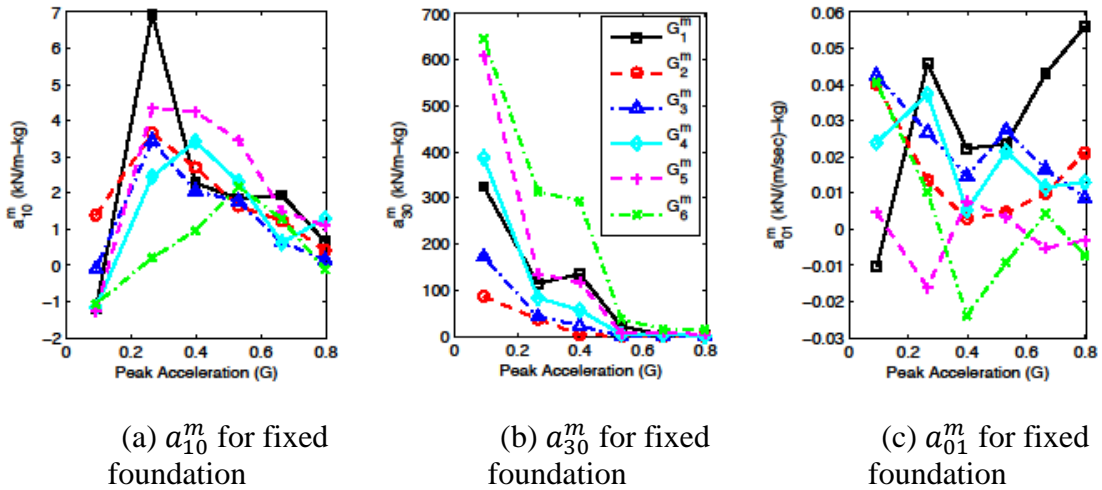 7
6
5
4
3
2
1
0
−1
−2
a^m_10 (kN/m−kg)
0 0.2 0.4 0.6 0.8
Peak Acceleration (G)
700
600
500
400
300
200
100
0
a^m_30 (kN/m−kg)
G^m_1
G^m_2
G^m_3
G^m_4
G^m_5
G^m_6
0 0.2 0.4 0.6 0.8
Peak Acceleration (G)
0.06
0.05
0.04
0.03
0.02
0.01
0
−0.01
−0.02
−0.03
a^m_01 (kN/(m/sec)−kg)
0 0.2 0.4 0.6 0.8
Peak Acceleration (G)
(a) a^m_10 for fixed
foundation
(b) a^m_30 for fixed
foundation
(c) a^m_01 for fixed
foundation